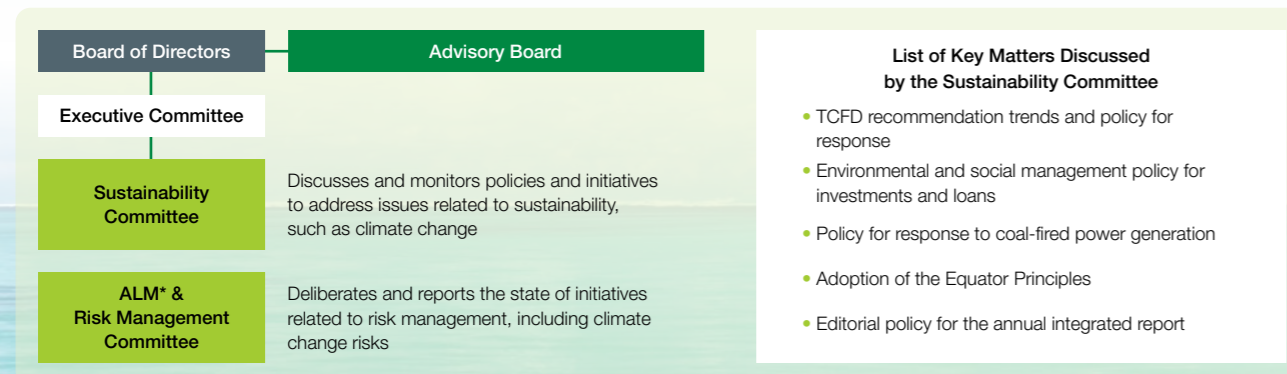 Board of Directors
Advisory Board
Executive Committee
Sustainability
Committee
Discusses and monitors policies and initiatives
to address issues related to sustainability,
such as climate change
ALM* &
Risk Management
Committee
Deliberates and reports the state of initiatives
related to risk management, including climate
change risks
List of Key Matters Discussed
by the Sustainability Committee
• TCFD recommendation trends and policy for
response
• Environmental and social management policy for
investments and loans
• Policy for response to coal-fired power generation
• Adoption of the Equator Principles
• Editorial policy for the annual integrated report